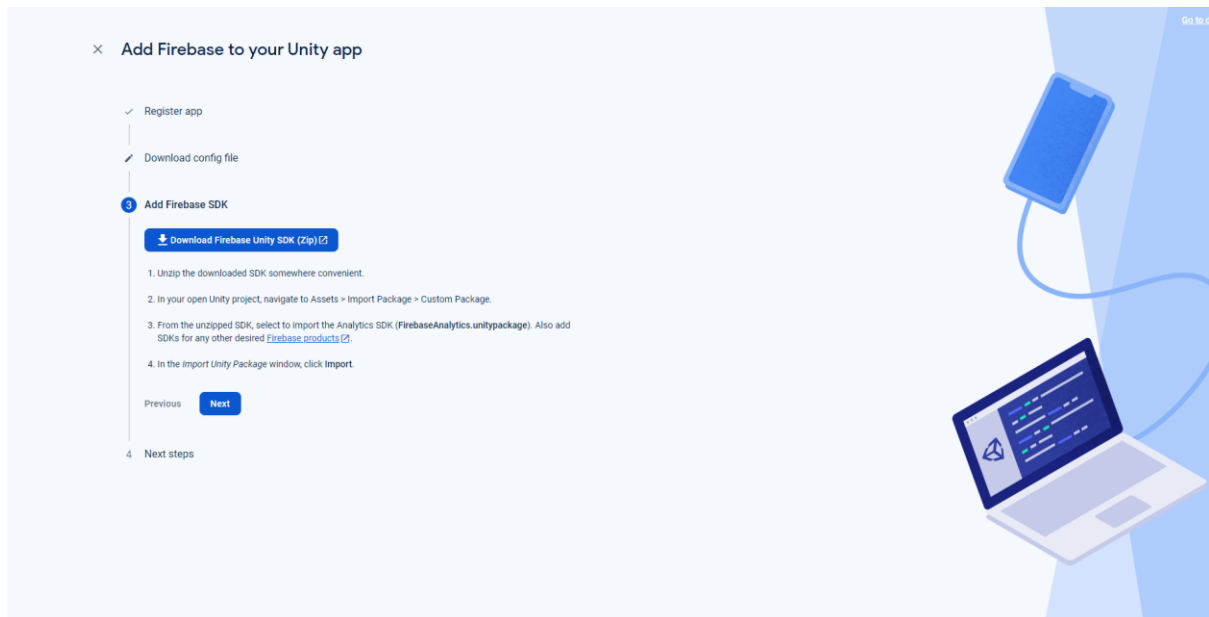 Go to
Add Firebase to your Unity app
Register app
Download config file
3 Add Firebase SDK
Download Firebase Unity SDK (Zip)
1. Unzip the downloaded SDK somewhere convenient.
2. In your open Unity project, navigate to Assets > Import Package > Custom Package.
3. From the unzipped SDK, select to import the Analytics SDK (FirebaseAnalytics.unitypackage). Also add
SDKs for any other desired Firebase products.
4. In the Import Unity Package window, click Import.
Previous Next
4 Next steps